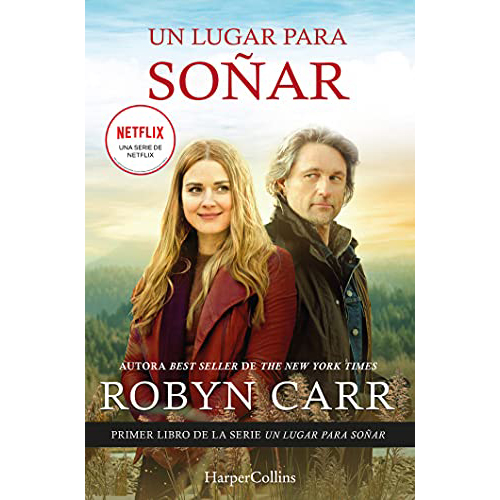 UN LUGAR PARA
SOÑAR
NETFLIX
UNA SERIE DE
NETFLIX
AUTORA BEST SELLER DE THE NEW YORK TIMES
ROBYN CARR
PRIMER LIBRO DE LA SERIE UN LUGAR PARA SOÑAR
HarperCollins